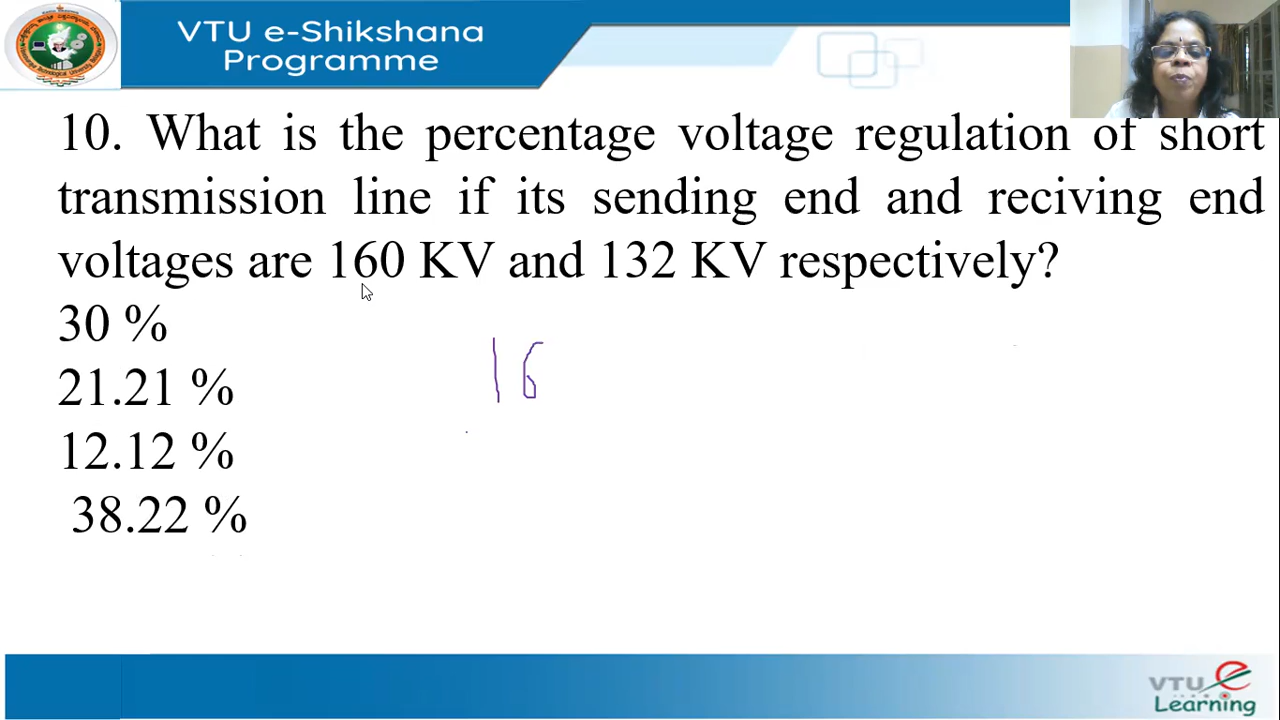 VTU e-Shikshana
Programme
10. What is the percentage voltage regulation of short
transmission line if its sending end and reciving end
voltages are 160 KV and 132 KV respectively?
30 %
21.21 %
12.12 %
38.22 %
16
VTU e
Learning